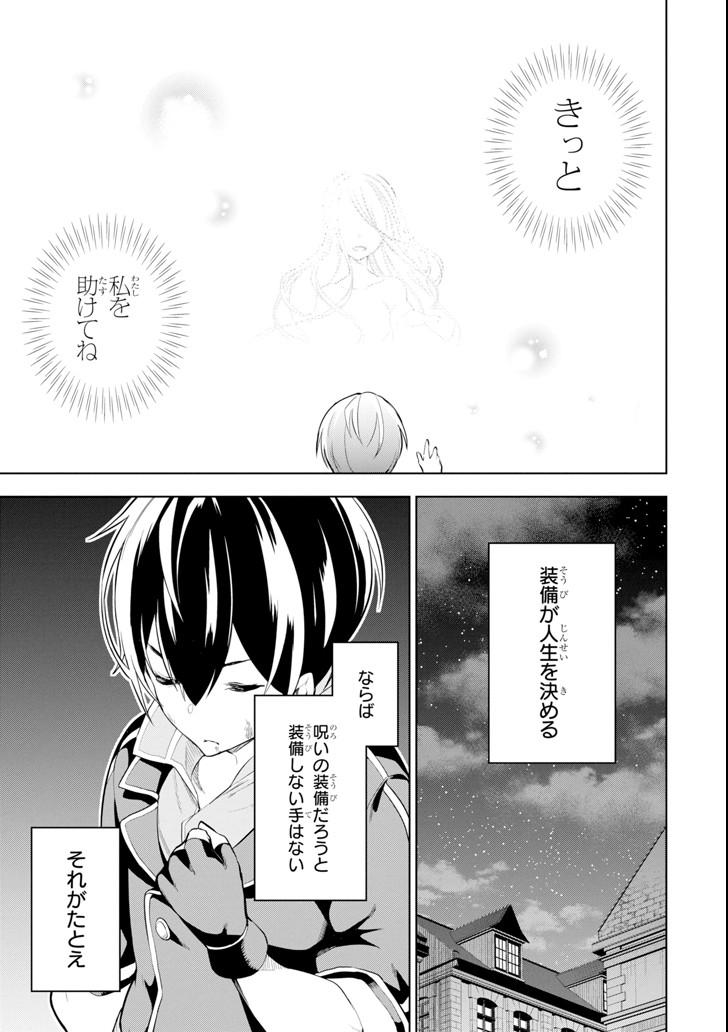 きっと
私を
助けてね
装備が人生を決める
ならば
呪いの装備だろうと
装備しない手はない
それがたとえ